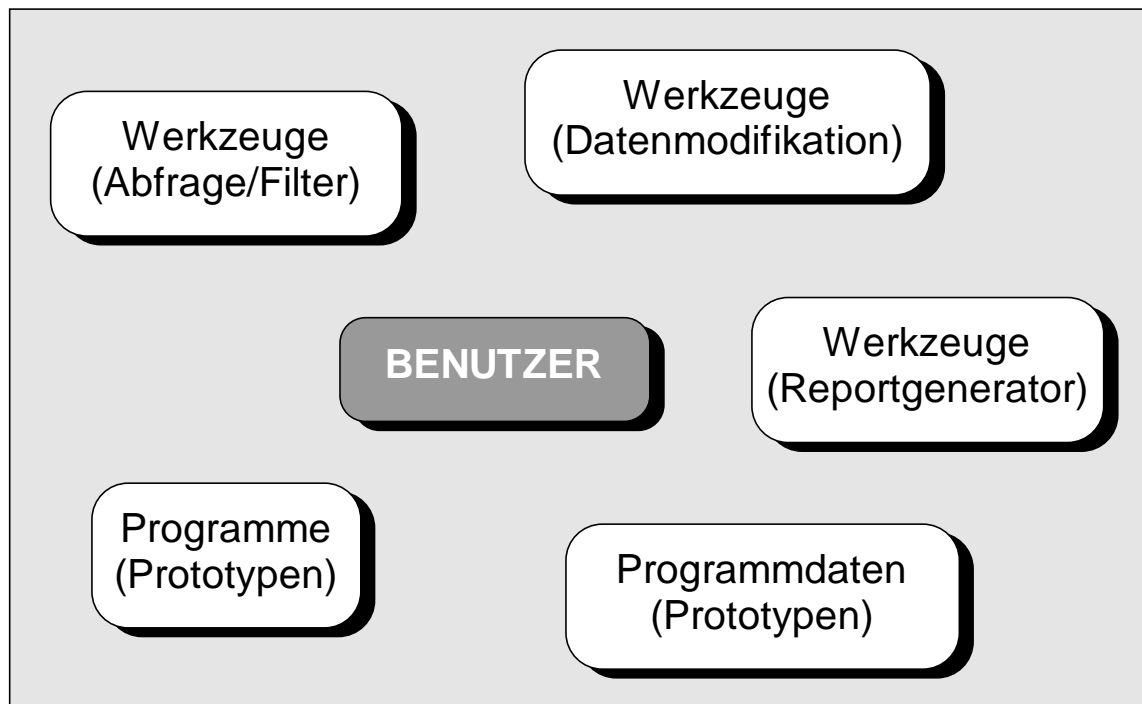 Werkzeuge
(Abfrage/Filter)
Werkzeuge
(Datenmodifikation)
BENUTZER
Werkzeuge
(Reportgenerator)
Programme
(Prototypen)
Programmdaten
(Prototypen)